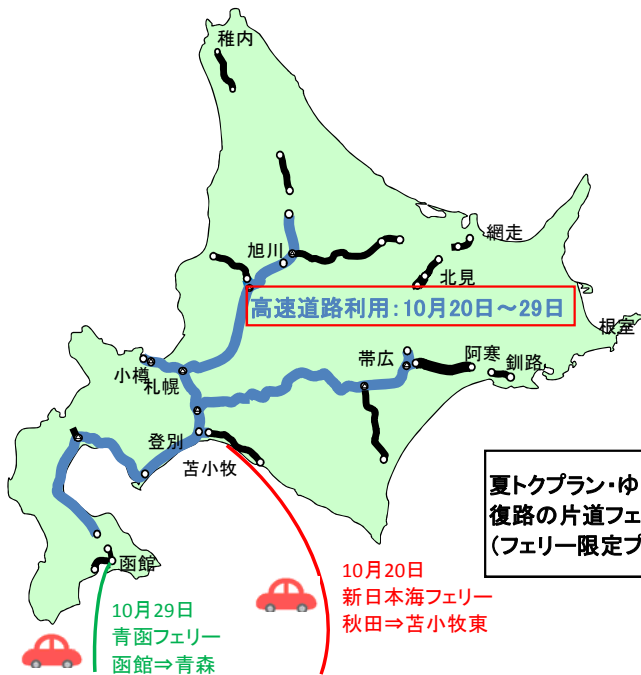 稚内
旭川
網走
北見
高速道路利用：10月20日～29日
根室
小樽
札幌
帯広
阿寒
釧路
登別
苫小牧
夏トクプラン・ゆ
復路の片道フェ
（フェリー限定プ
函館
10月20日
新日本海フェリー
秋田⇒苫小牧東
10月29日
青函フェリー
函館⇒青森